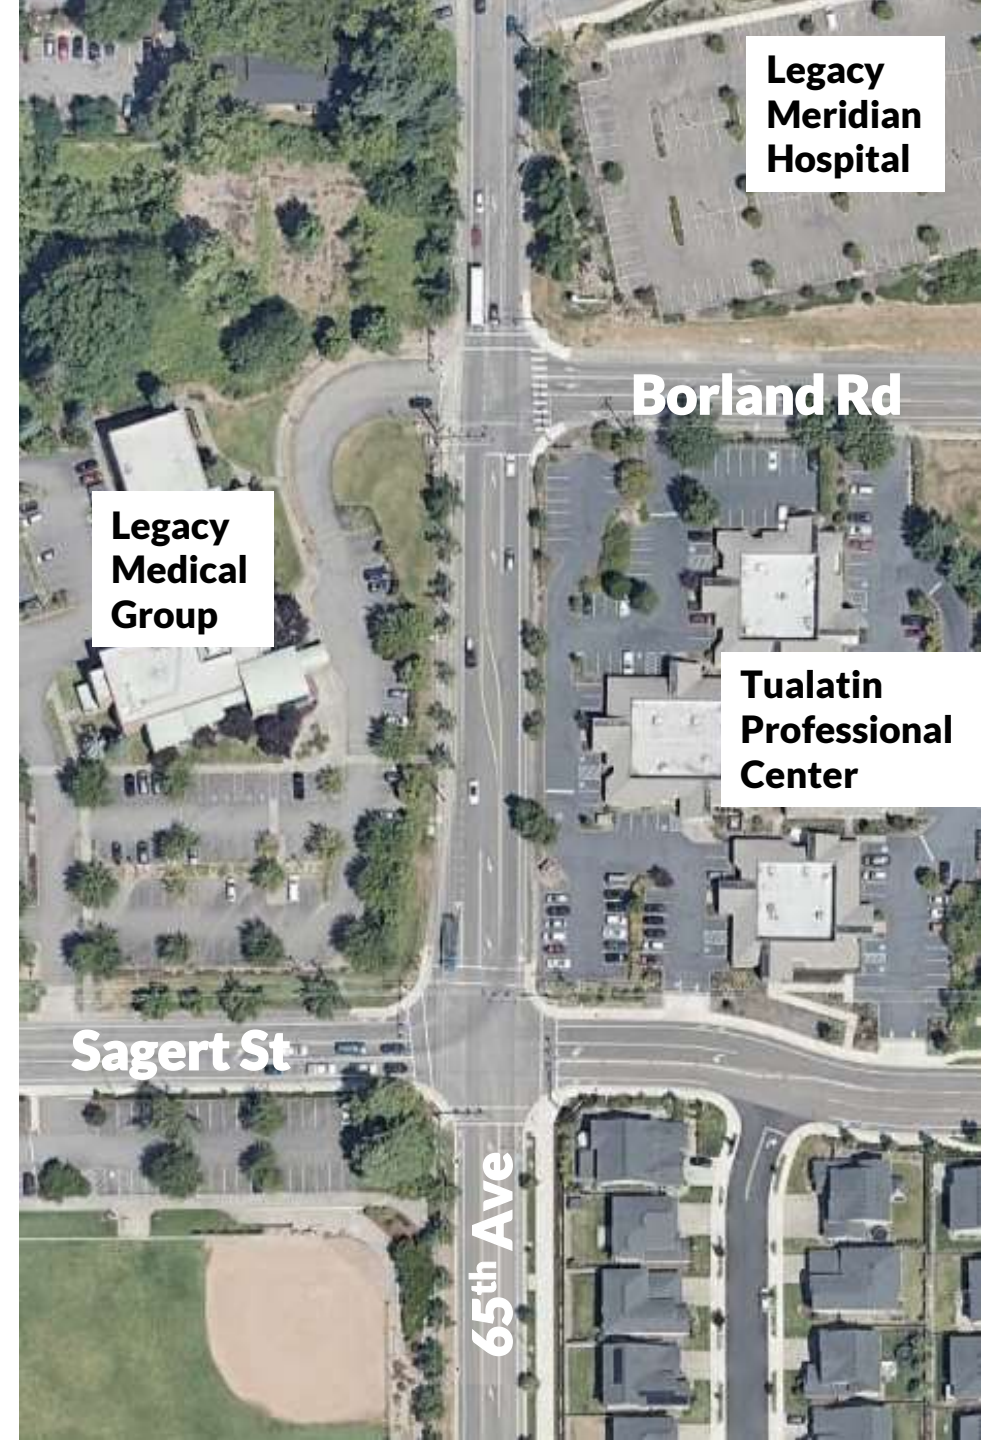 Legacy
Meridian
Hospital
Borland Rd
Legacy
Medical
Group
Tualatin
Professional
Center
Sagert St
65th Ave